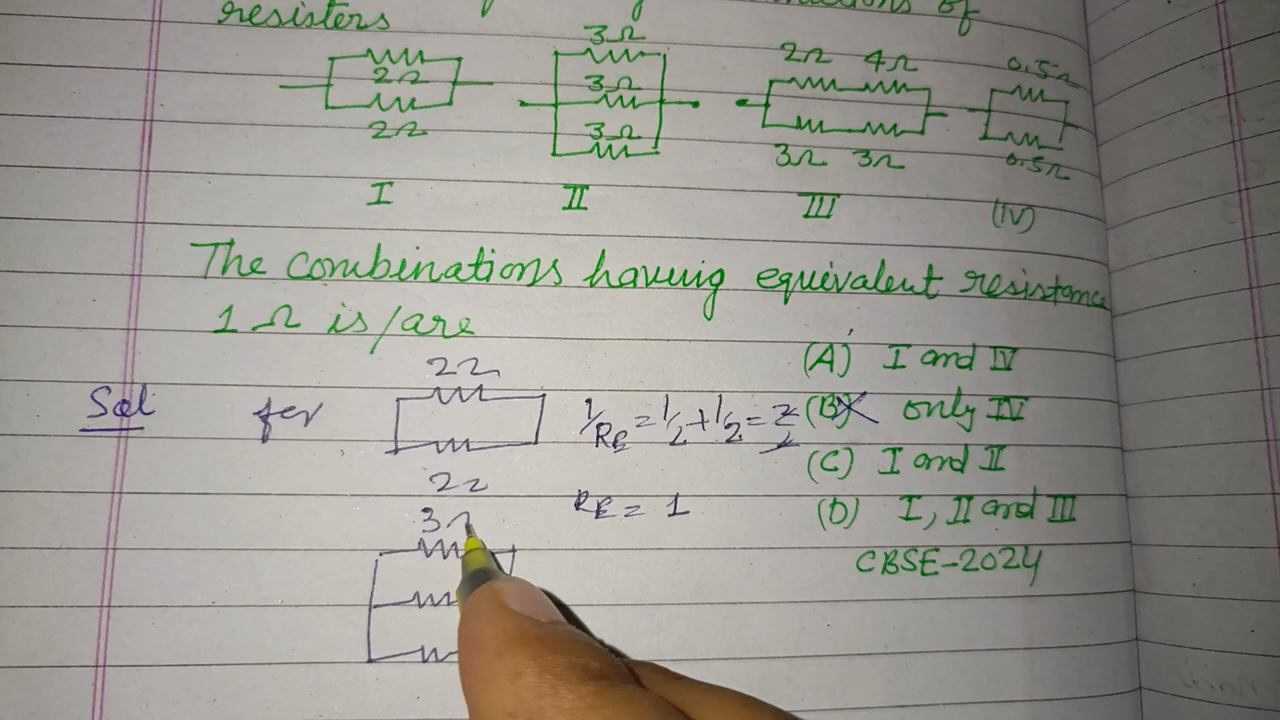 of
resisters
3Ω 2Ω 4Ω 0.5Ω
2Ω 3Ω
2Ω 3Ω 3Ω 3Ω 0.5Ω
I II III (IV)
The combinations having equivalent resistance
1Ω is/are
(A) I and IV
(B) only IV
(C) I and II
(D) I, II and III
CBSE-2024
Sol for 2Ω 1/RE = 1/2 + 1/2 = 2/2
2Ω RE = 1
3Ω